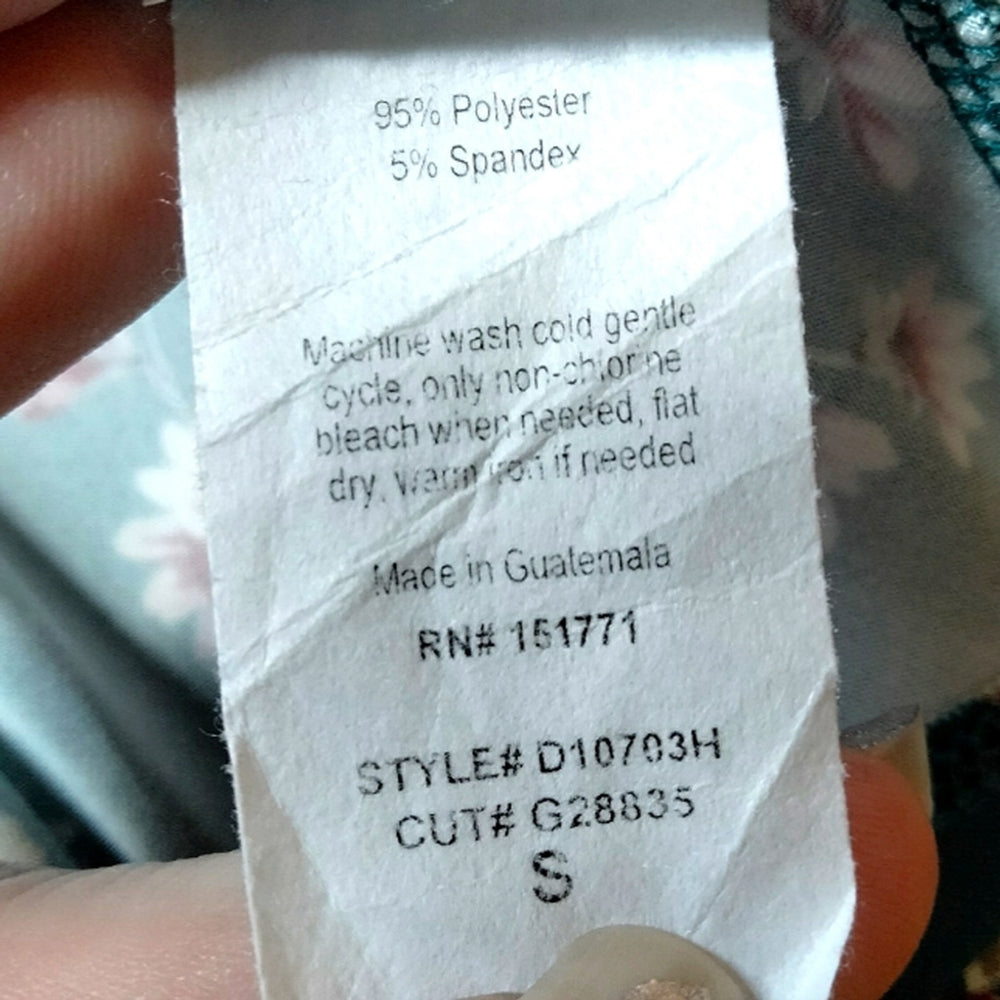 95% Polyester
5% Spandex
Machine wash cold gentle
cycle, only non-chlorine
bleach when needed, flat
dry, warm iron if needed
Made in Guatemala
RN# 151771
STYLE# D10703H
CUT# G28835
S